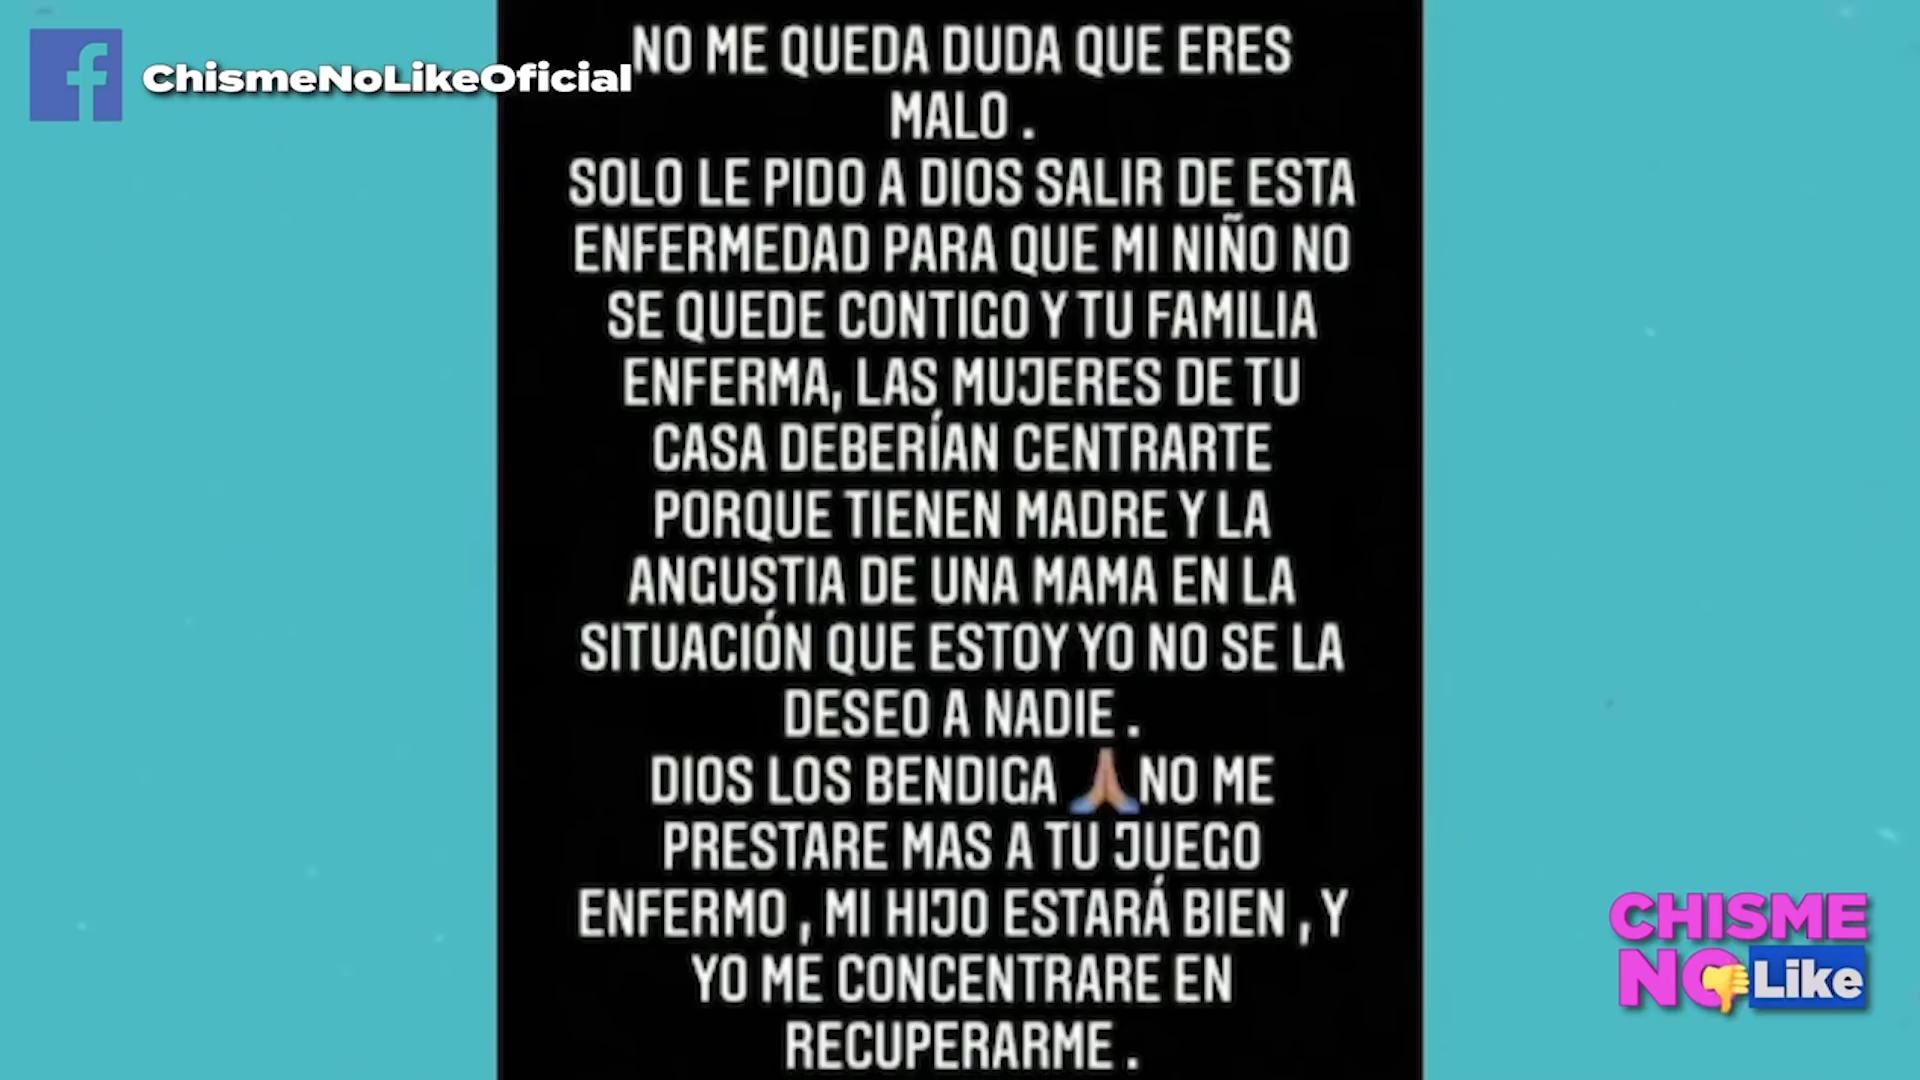 ChismeNoLikeOficial
NO ME QUEDA DUDA QUE ERES
MALO .
SOLO LE PIDO A DIOS SALIR DE ESTA
ENFERMEDAD PARA QUE MI NIÑO NO
SE QUEDE CONTIGO Y TU FAMILIA
ENFERMA, LAS MUJERES DE TU
CASA DEBERÍAN CENTRARTE
PORQUE TIENEN MADRE Y LA
ANGUSTIA DE UNA MAMA EN LA
SITUACIÓN QUE ESTOY YO NO SE LA
DESEO A NADIE .
DIOS LOS BENDIGA 🙏🏽NO ME
PRESTARE MAS A TU JUEGO
ENFERMO , MI HIJO ESTARÁ BIEN , Y
YO ME CONCENTRARE EN
RECUPERARME .
CHISME
NO Like